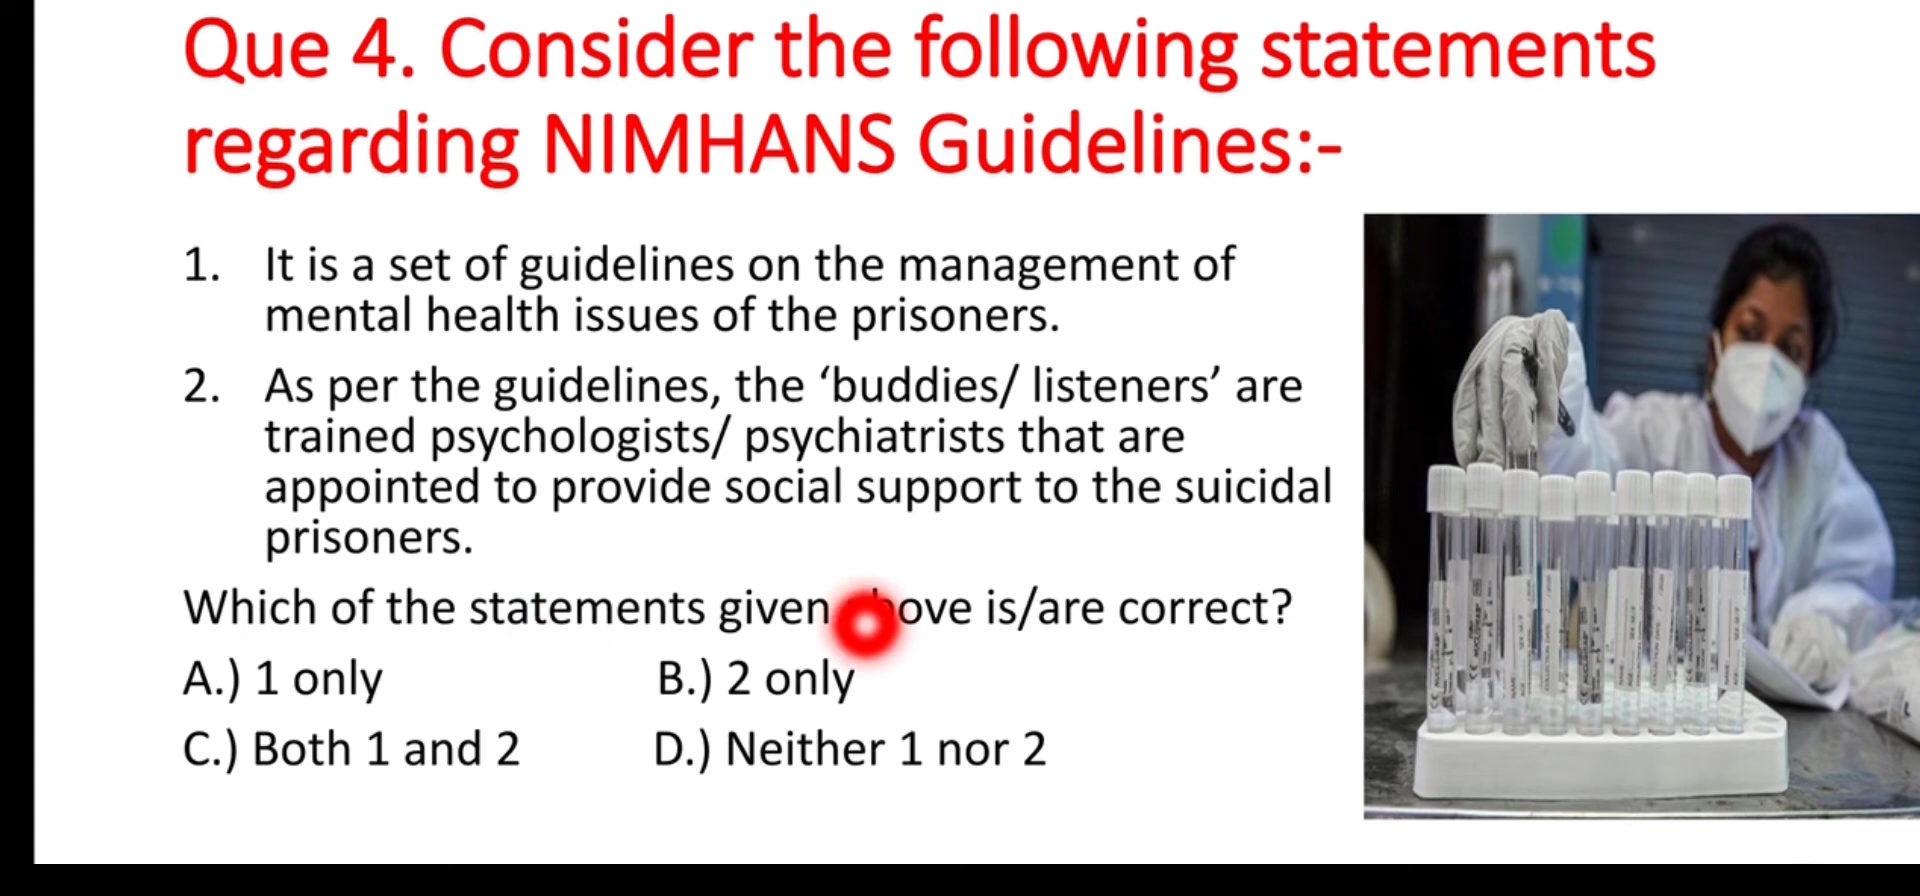 Que 4. Consider the following statements
regarding NIMHANS Guidelines:-
1. It is a set of guidelines on the management of
mental health issues of the prisoners.
2. As per the guidelines, the ‘buddies/ listeners’ are
trained psychologists/ psychiatrists that are
appointed to provide social support to the suicidal
prisoners.
Which of the statements given above is/are correct?
A.) 1 only B.) 2 only
C.) Both 1 and 2 D.) Neither 1 nor 2